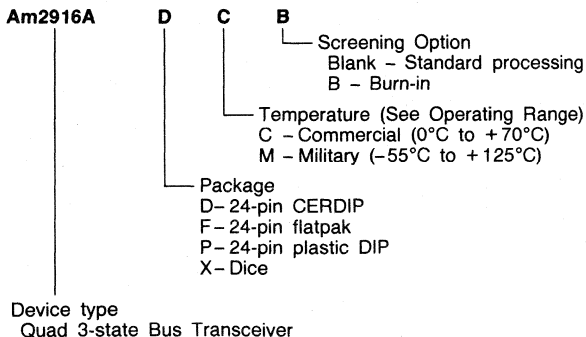 Am2916A D C B
Screening Option
Blank – Standard processing
B – Burn-in
Temperature (See Operating Range)
C – Commercial (0°C to +70°C)
M – Military (–55°C to +125°C)
Package
D – 24-pin CERDIP
F – 24-pin flatpak
P – 24-pin plastic DIP
X – Dice
Device type
Quad 3-state Bus Transceiver